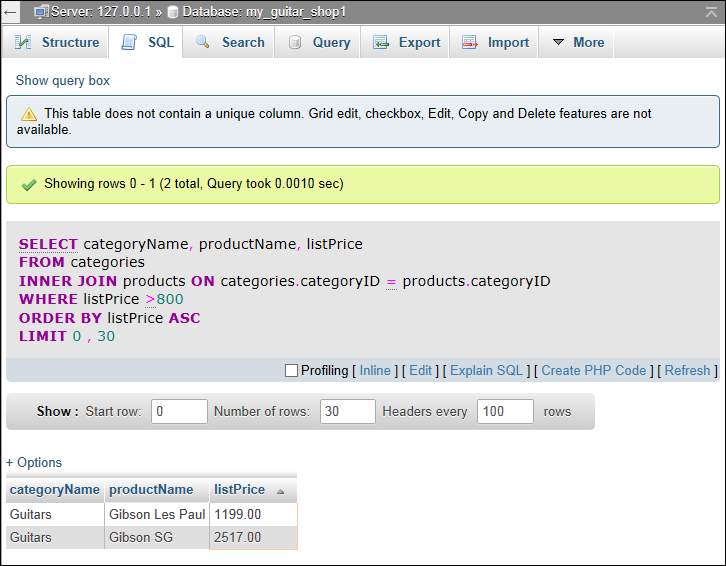 Server: 127.0.0.1 » Database: my_guitar_shop1
Structure SQL Search Query Export Import More
Show query box
This table does not contain a unique column. Grid edit, checkbox, Edit, Copy and Delete features are not
available.
Showing rows 0 - 1 (2 total, Query took 0.0010 sec)
SELECT categoryName, productName, listPrice
FROM categories
INNER JOIN products ON categories.categoryID = products.categoryID
WHERE listPrice >800
ORDER BY listPrice ASC
LIMIT 0 , 30
Profiling [ Inline ] [ Edit ] [ Explain SQL ] [ Create PHP Code ] [ Refresh ]
Show : Start row: 0 Number of rows: 30 Headers every 100 rows
+ Options
categoryName productName listPrice
Guitars Gibson Les Paul 1199.00
Guitars Gibson SG 2517.00